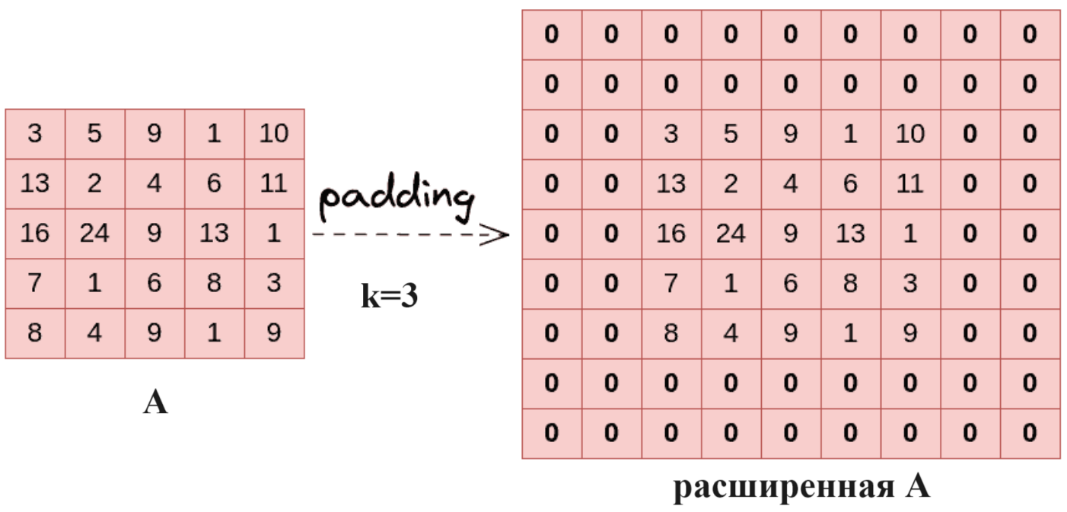 3 5 9 1 10
13 2 4 6 11
16 24 9 13 1
7 1 6 8 3
8 4 9 1 9
A
padding
k=3
0 0 0 0 0 0 0 0 0
0 0 0 0 0 0 0 0 0
0 0 3 5 9 1 10 0 0
0 0 13 2 4 6 11 0 0
0 0 16 24 9 13 1 0 0
0 0 7 1 6 8 3 0 0
0 0 8 4 9 1 9 0 0
0 0 0 0 0 0 0 0 0
0 0 0 0 0 0 0 0 0
расширенная А